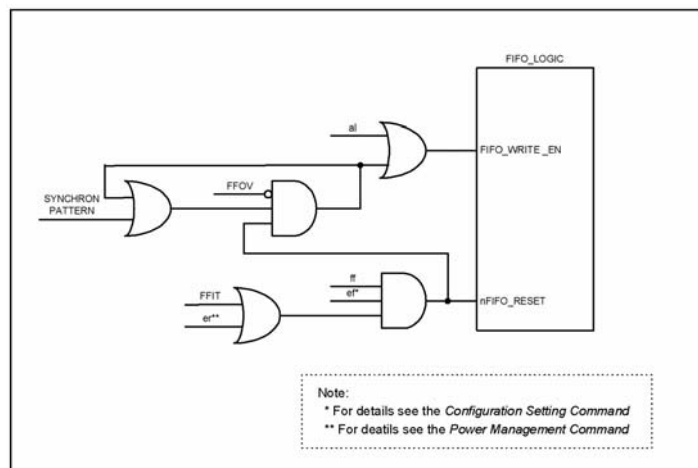 FIFO_LOGIC
al
FIFO_WRITE_EN
FFOV
SYNCHRON
PATTERN
ff
ef*
FFIT
er**
nFIFO_RESET
Note:
* For details see the Configuration Setting Command
** For deatils see the Power Management Command